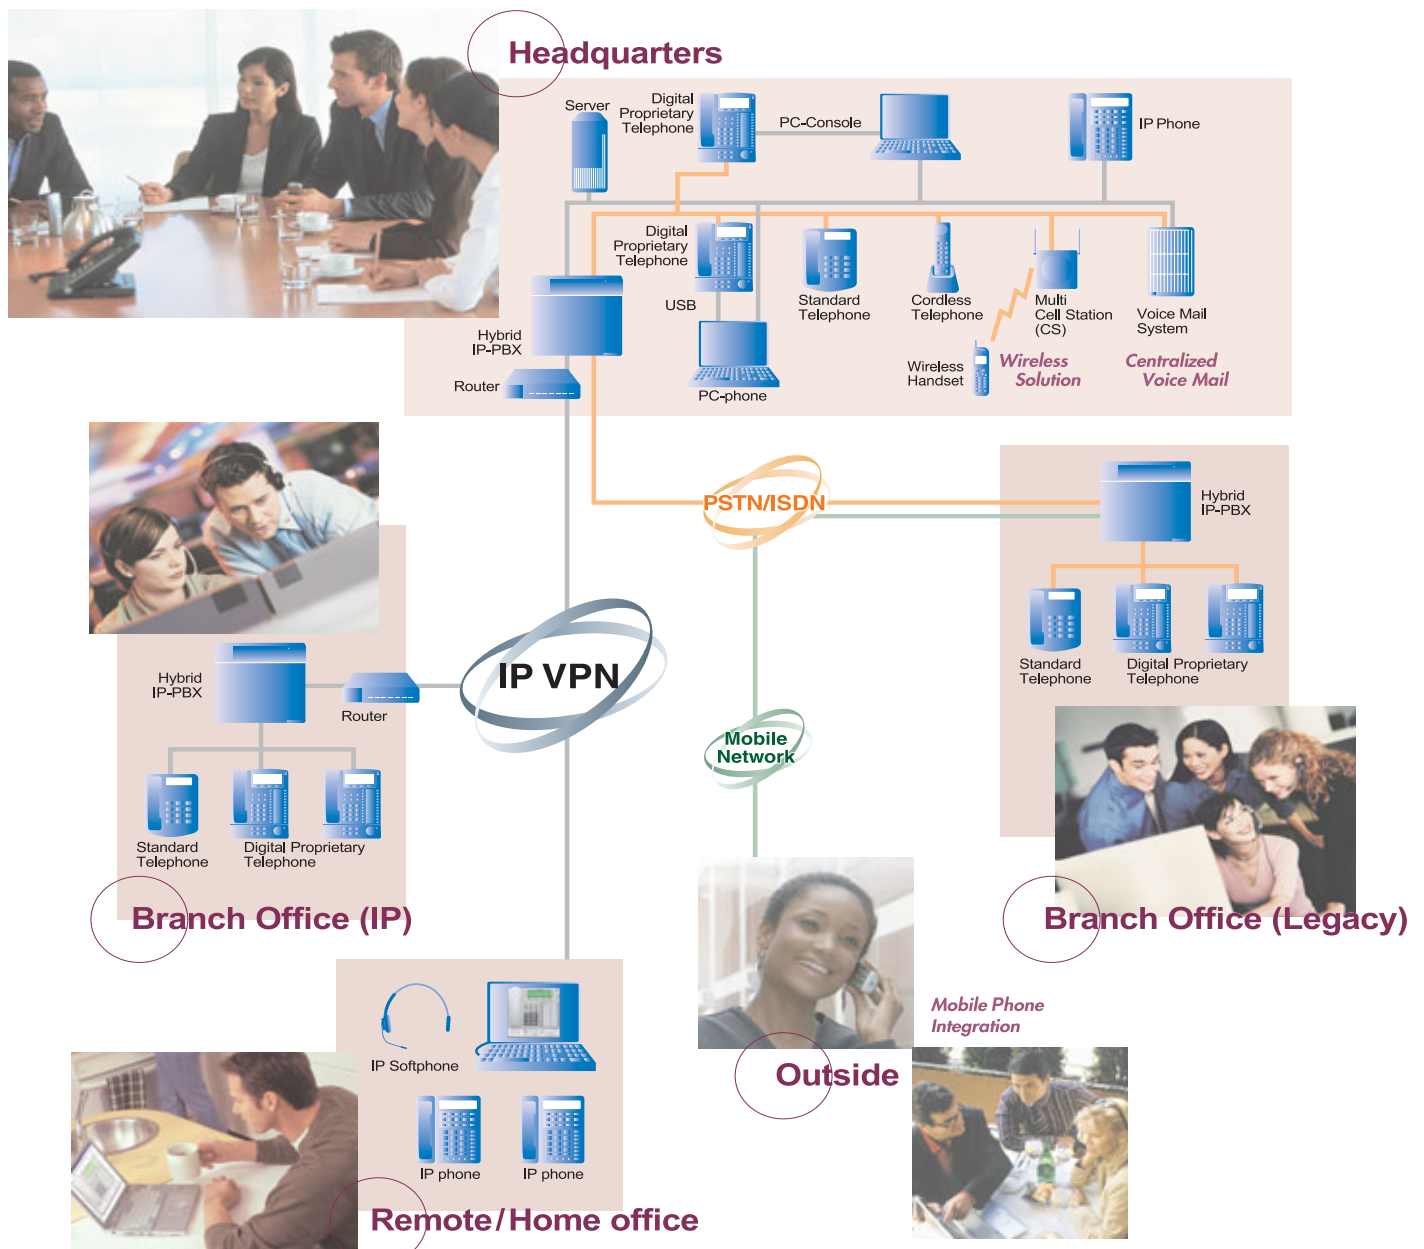 Headquarters
Server
Digital
Proprietary
Telephone
PC-Console
IP Phone
Digital
Proprietary
Telephone
USB
Standard
Telephone
Cordless
Telephone
Multi
Cell Station
(CS)
Voice Mail
System
Hybrid
IP-PBX
Router
PC-phone
Wireless
Handset
Wireless
Solution
Centralized
Voice Mail
PSTN/ISDN
Hybrid
IP-PBX
Standard
Telephone
Digital Proprietary
Telephone
IP VPN
Hybrid
IP-PBX
Router
Mobile
Network
Standard
Telephone
Digital Proprietary
Telephone
Branch Office (IP)
Branch Office (Legacy)
Mobile Phone
Integration
IP Softphone
Outside
IP phone
IP phone
Remote/Home office